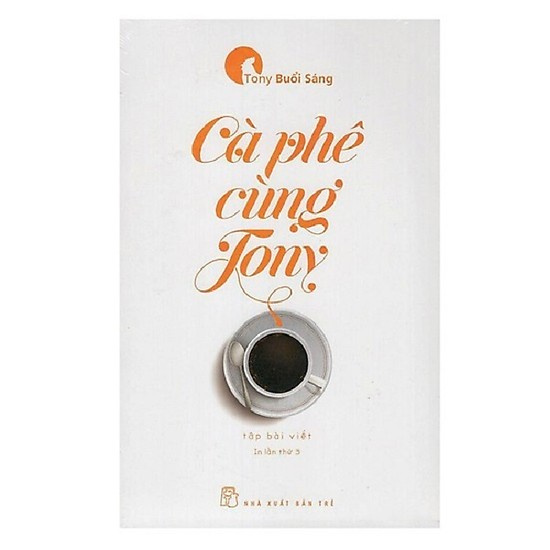 Tony Buổi Sáng
Cà phê
cùng
Tony
tập bài viết
In lần thứ 3
NHÀ XUẤT BẢN TRẺ